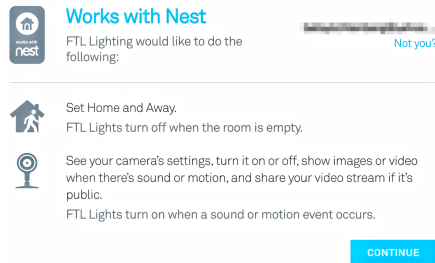 Works with Nest
FTL Lighting would like to do the
following:
works with
nest
Not you?
Set Home and Away.
FTL Lights turn off when the room is empty.
See your camera's settings, turn it on or off, show images or video
when there's sound or motion, and share your video stream if it's
public.
FTL Lights turn on when a sound or motion event occurs.
CONTINUE